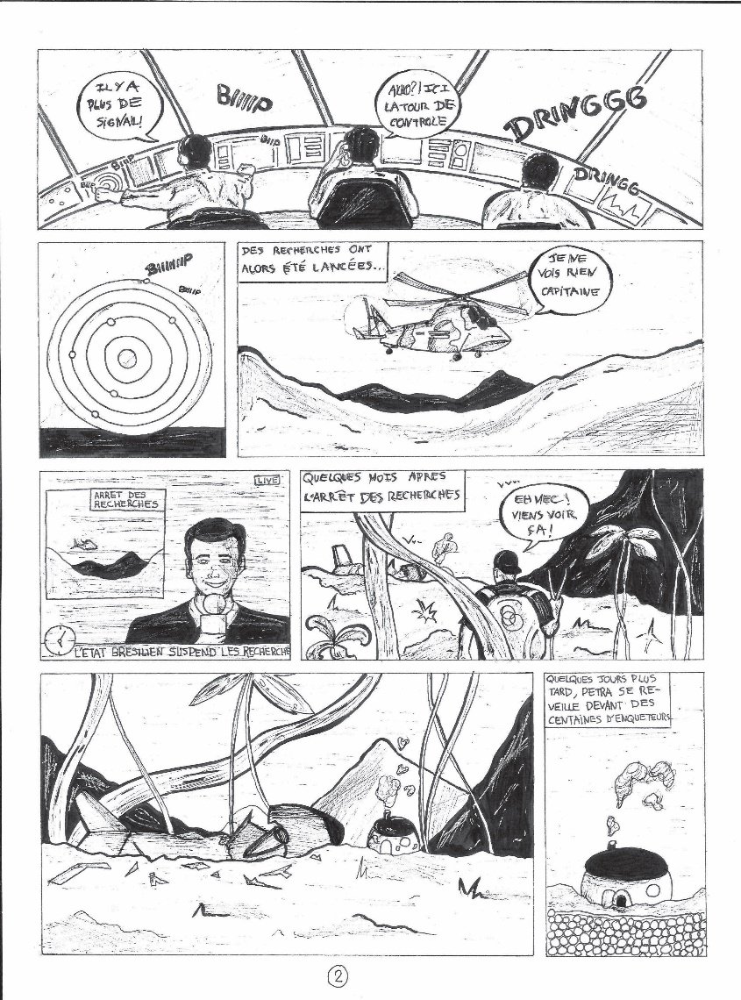 IL Y A
PLUS DE
SIGNAL!
BIIIIP
ALLO?! ICI
LA TOUR DE
CONTROLE
DRINGGG
BIIP
BIIIP
BIIP
DRINGG
BIIIIIIP
BIIIIP
DES RECHERCHES ONT
ALORS ÉTÉ LANCÉES...
JE NE
VOIS RIEN
CAPITAINE
LIVE
ARRET DES
RECHERCHES
L'ETAT BRESILIEN SUSPEND LES RECHERCHE
QUELQUES MOIS APRES
L'ARRÊT DES RECHERCHES
EH MEC!
VIENS VOIR
ÇA!
QUELQUES JOURS PLUS
TARD, PETRA SE RE-
VEILLE DEVANT DES
CENTAINES D'ENQUETEURS
2